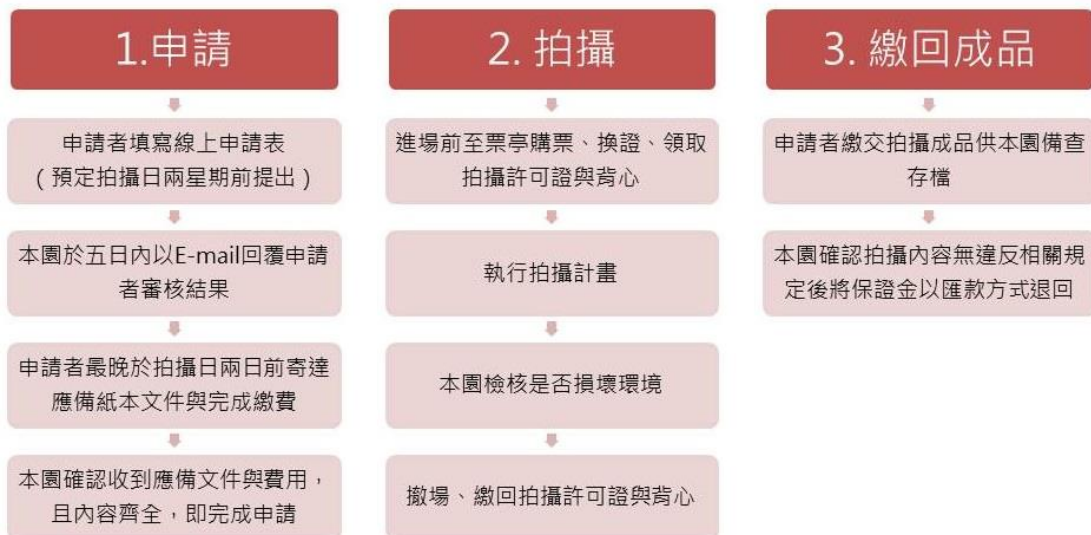 1.申請
申請者填寫線上申請表
（預定拍攝日兩星期前提出）
本園於五日內以E-mail回覆申請
者審核結果
申請者最晚於拍攝日兩日前寄達
應備紙本文件與完成繳費
本園確認收到應備文件與費用，
且內容齊全，即完成申請
2. 拍攝
進場前至票亭購票、換證、領取
拍攝許可證與背心
執行拍攝計畫
本園檢核是否損壞環境
撤場、繳回拍攝許可證與背心
3. 繳回成品
申請者繳交拍攝成品供本園備查
存檔
本園確認拍攝內容無違反相關規
定後將保證金以匯款方式退回